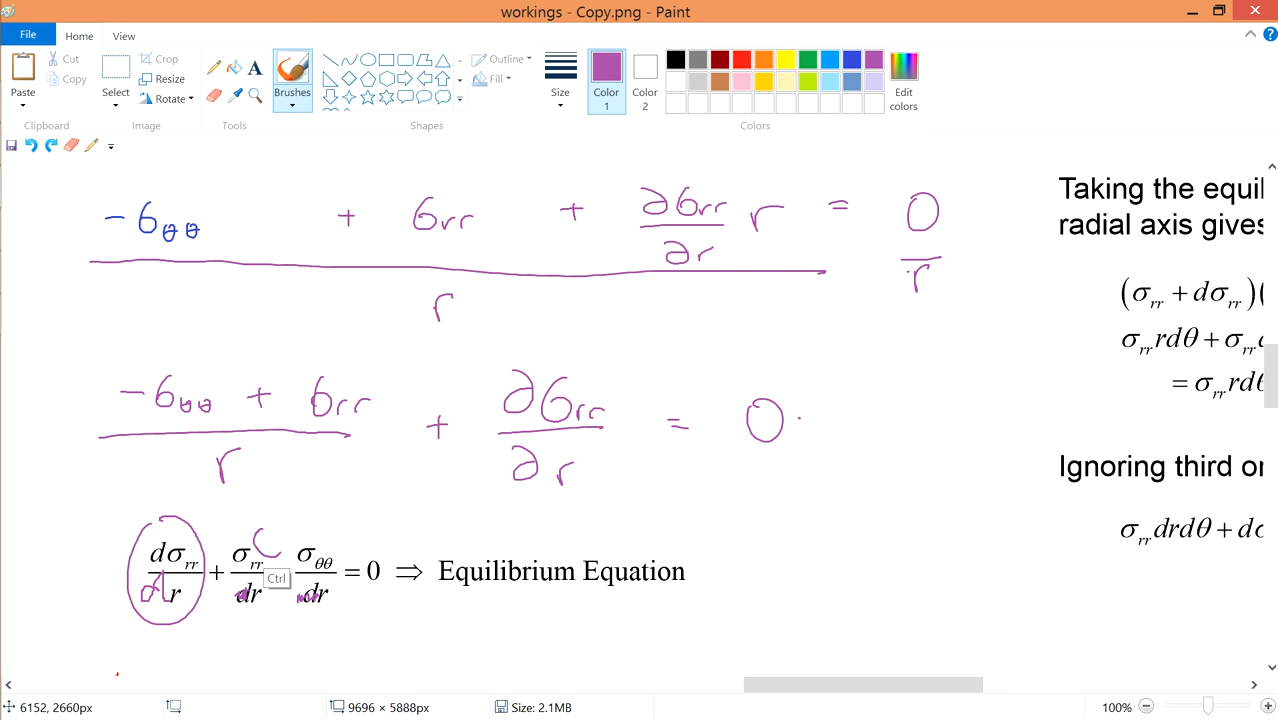 workings - Copy.png - Paint
File Home View
Paste Cut Copy
Select Crop Resize Rotate
A
Brushes
Outline Fill
Size
Color 1
Color 2
Edit colors
Clipboard Image Tools Shapes Colors
-σθθ + σrr + ∂σrr/∂r r = 0/r
r
-σθθ + σrr / r + ∂σrr/∂r = 0
dσrr/dr + σrr/dr σθθ/dr = 0 ⇒ Equilibrium Equation
Ctrl
Taking the equil
radial axis gives
(σrr + dσrr)(
σrr rdθ + σrr
= σrr rdθ
Ignoring third or
σrr drdθ + dσ
6152, 2660px 9696 × 5888px Size: 2.1MB 100%